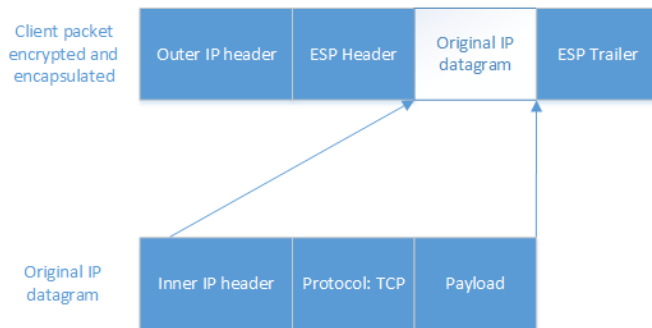 Client packet
encrypted and
encapsulated
Outer IP header
ESP Header
Original IP
datagram
ESP Trailer
Original IP
datagram
Inner IP header
Protocol: TCP
Payload